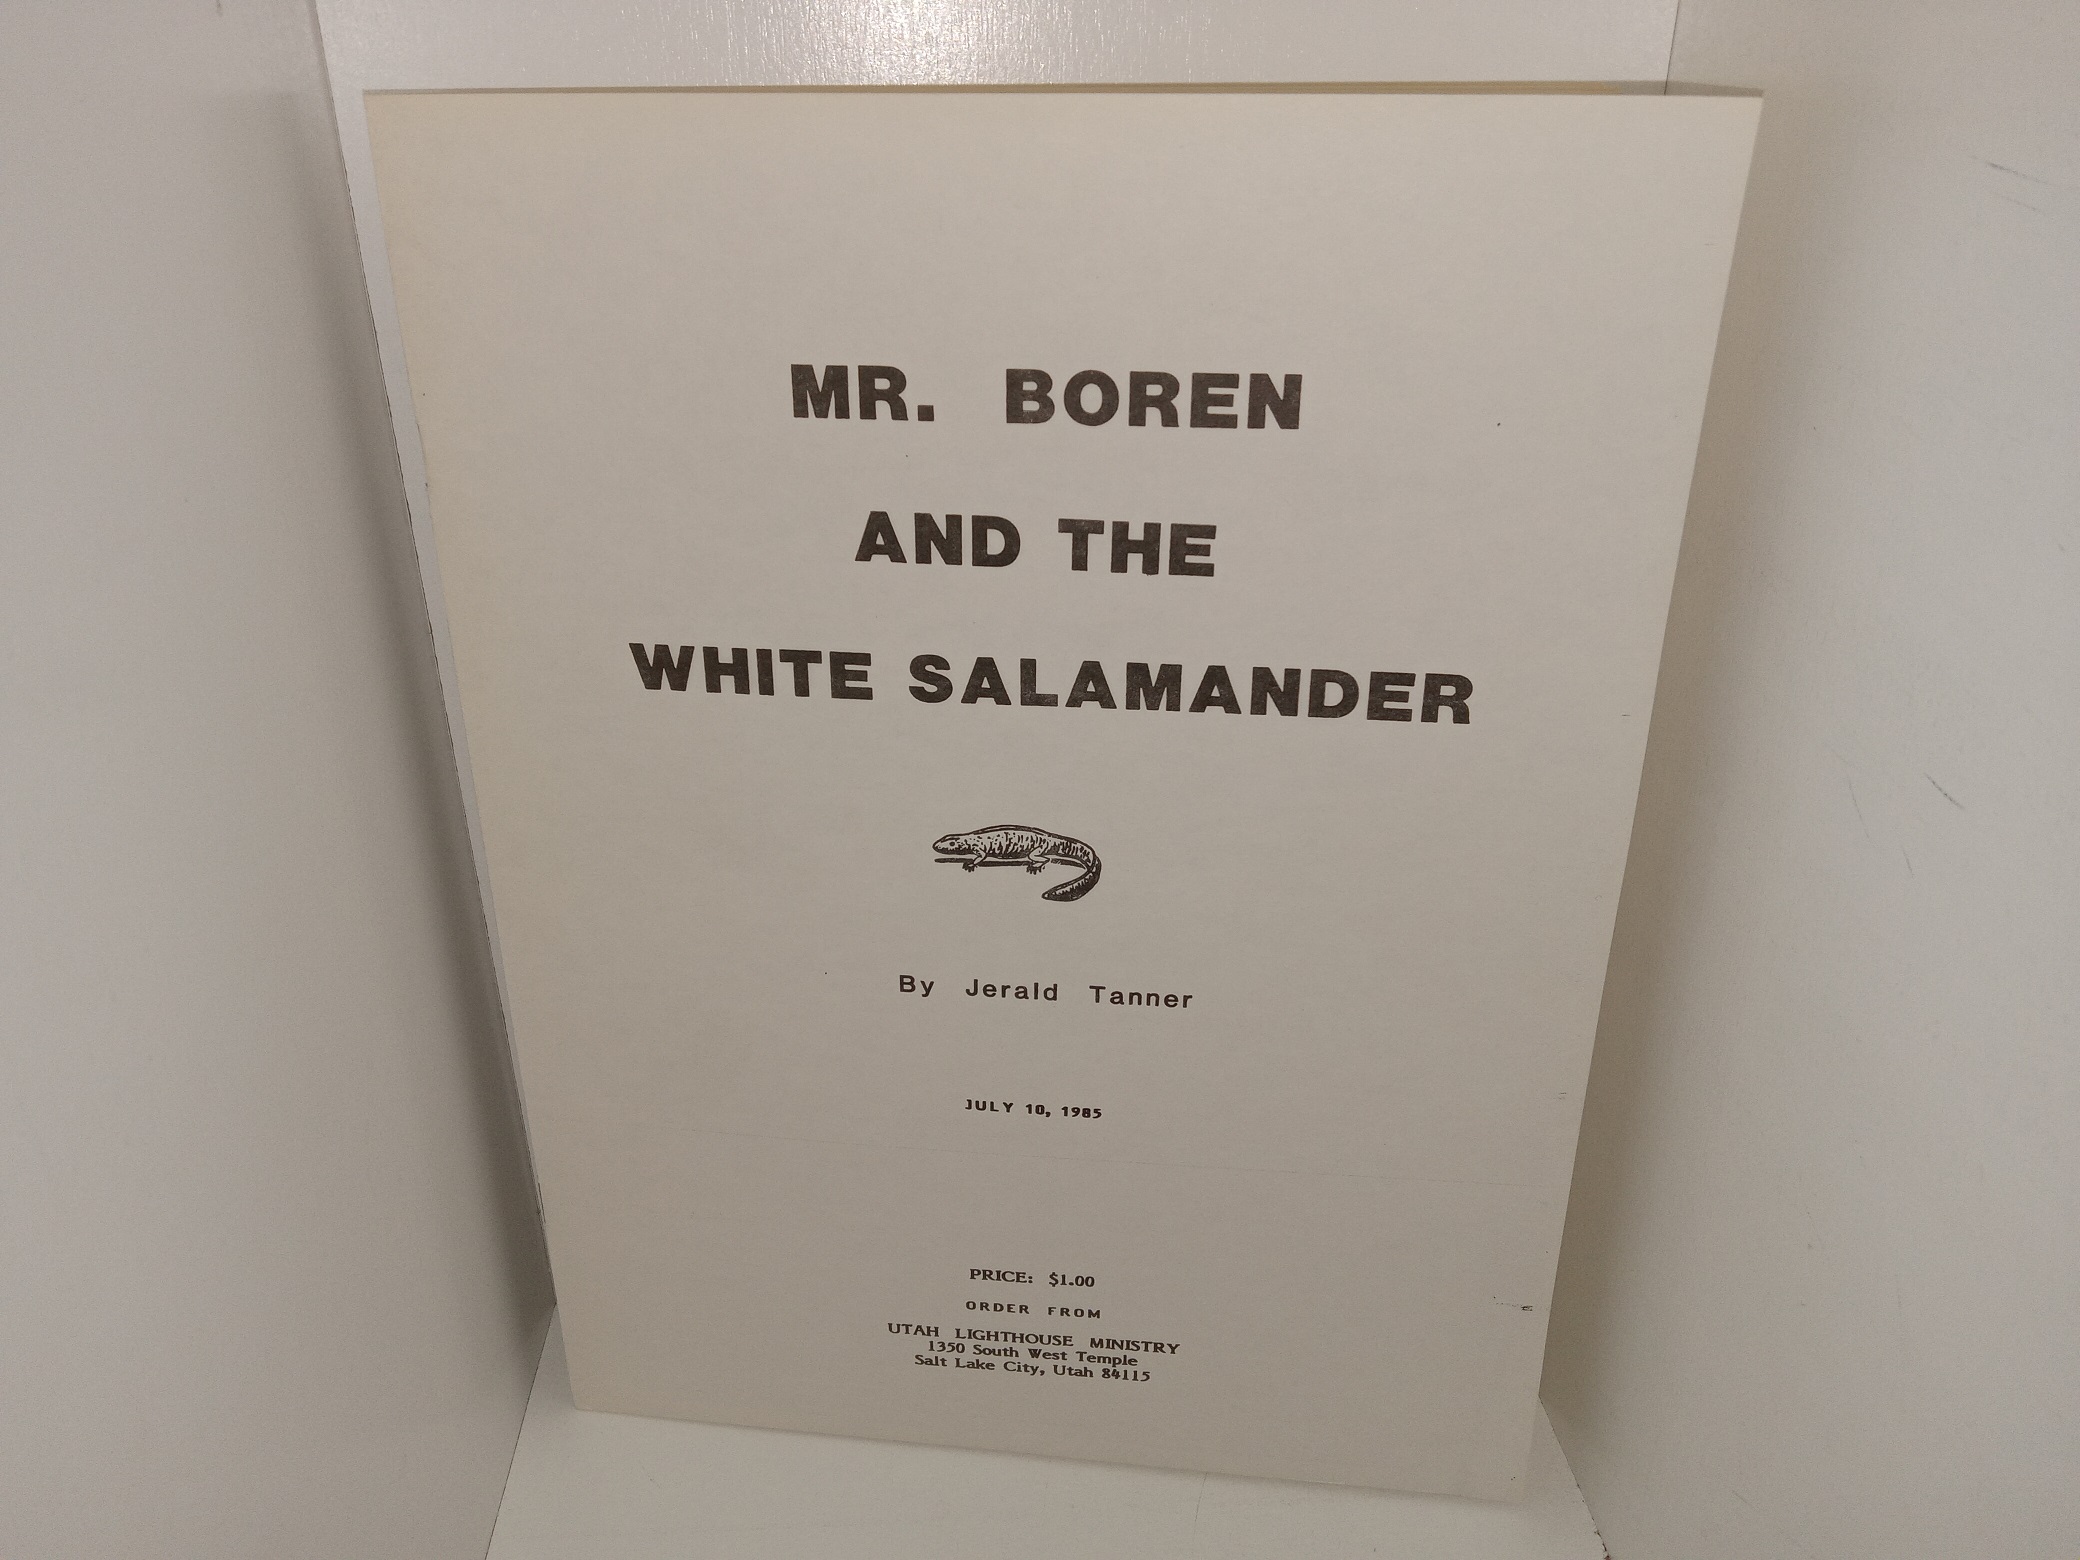 MR. BOREN
AND THE
WHITE SALAMANDER
By Jerald Tanner
JULY 10, 1985
PRICE: $1.00
ORDER FROM
UTAH LIGHTHOUSE MINISTRY
1350 South West Temple
Salt Lake City, Utah 84115